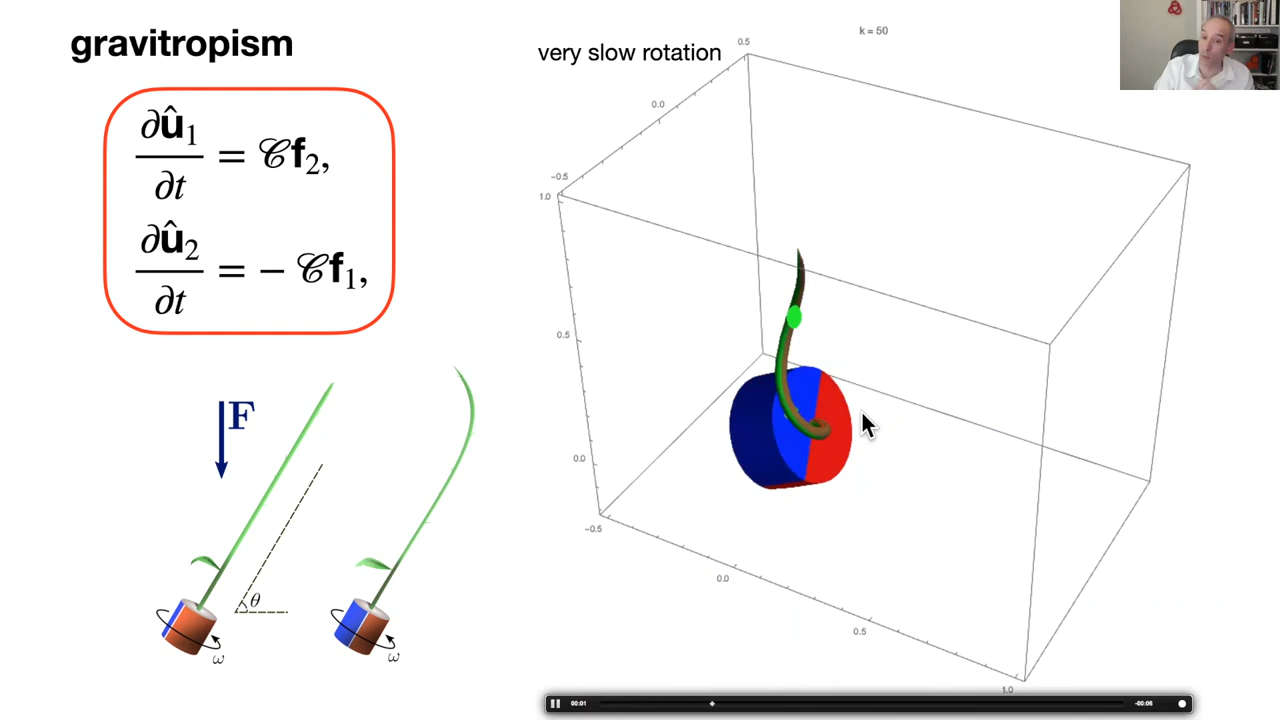 gravitropism
very slow rotation
k = 50
∂û₁/∂t = 𝒞f₂,
∂û₂/∂t = − 𝒞f₁,
F
θ
ω
ω
0.5
0.0
-0.5
1.0
0.5
0.0
-0.5
0.0
0.5
1.0
00:01
-00:06